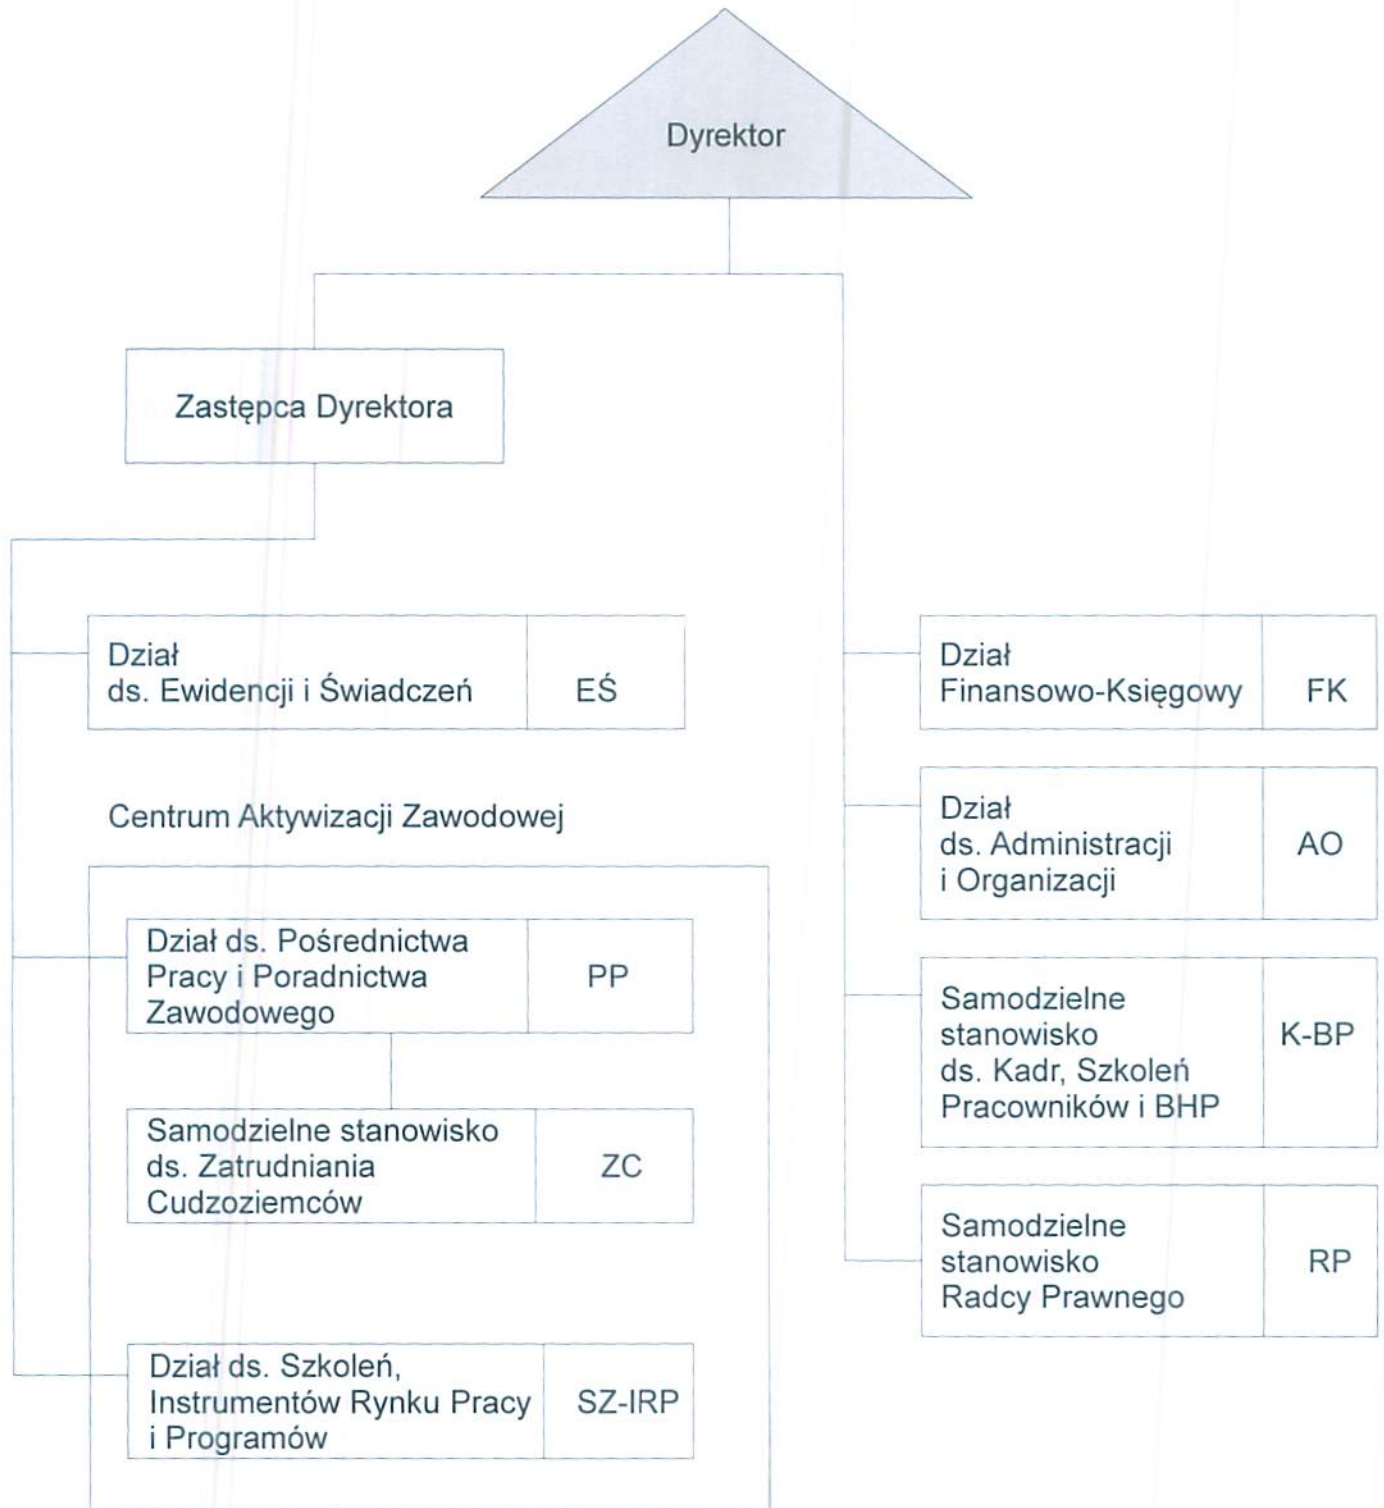 Dyrektor
Zastępca Dyrektora
Dział
ds. Ewidencji i Świadczeń
EŚ
Centrum Aktywizacji Zawodowej
Dział ds. Pośrednictwa
Pracy i Poradnictwa
Zawodowego
PP
Samodzielne stanowisko
ds. Zatrudniania
Cudzoziemców
ZC
Dział ds. Szkoleń,
Instrumentów Rynku Pracy
i Programów
SZ-IRP
Dział
Finansowo-Księgowy
FK
Dział
ds. Administracji
i Organizacji
AO
Samodzielne
stanowisko
ds. Kadr, Szkoleń
Pracowników i BHP
K-BP
Samodzielne
stanowisko
Radcy Prawnego
RP